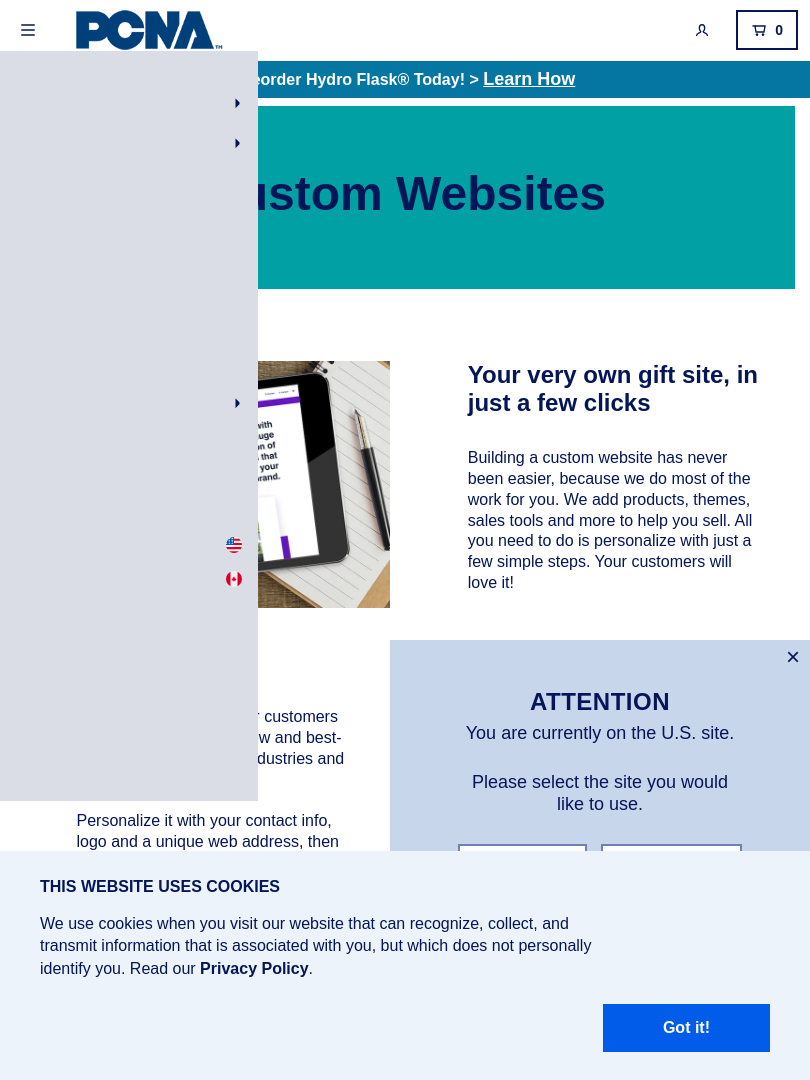 PCNA™
0
eorder Hydro Flask® Today! > Learn How
ustom Websites
with
uge
on of
s that
your
rand.
Your very own gift site, in
just a few clicks
Building a custom website has never
been easier, because we do most of the
work for you. We add products, themes,
sales tools and more to help you sell. All
you need to do is personalize with just a
few simple steps. Your customers will
love it!
r customers
ew and best-
ndustries and
Personalize it with your contact info,
logo and a unique web address, then
×
ATTENTION
You are currently on the U.S. site.
Please select the site you would
like to use.
THIS WEBSITE USES COOKIES
We use cookies when you visit our website that can recognize, collect, and
transmit information that is associated with you, but which does not personally
identify you. Read our Privacy Policy.
Got it!